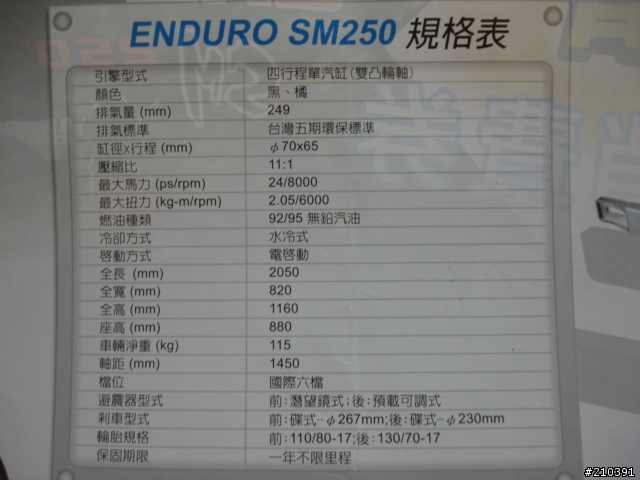 ENDURO SM250 規格表
引擎型式 四行程單汽缸(雙凸輪軸)
顏色 黑、橘
排氣量 (mm) 249
排氣標準 台灣五期環保標準
缸徑x行程 (mm) φ70x65
壓縮比 11:1
最大馬力 (ps/rpm) 24/8000
最大扭力 (kg-m/rpm) 2.05/6000
燃油種類 92/95 無鉛汽油
冷卻方式 水冷式
啓動方式 電啓動
全長 (mm) 2050
全寬 (mm) 820
全高 (mm) 1160
座高 (mm) 880
車輛淨重 (kg) 115
軸距 (mm) 1450
檔位 國際六檔
避震器型式 前:潛望鏡式;後:預載可調式
剎車型式 前:碟式-φ267mm;後:碟式-φ230mm
輪胎規格 前:110/80-17;後:130/70-17
保固期限 一年不限里程
#210391